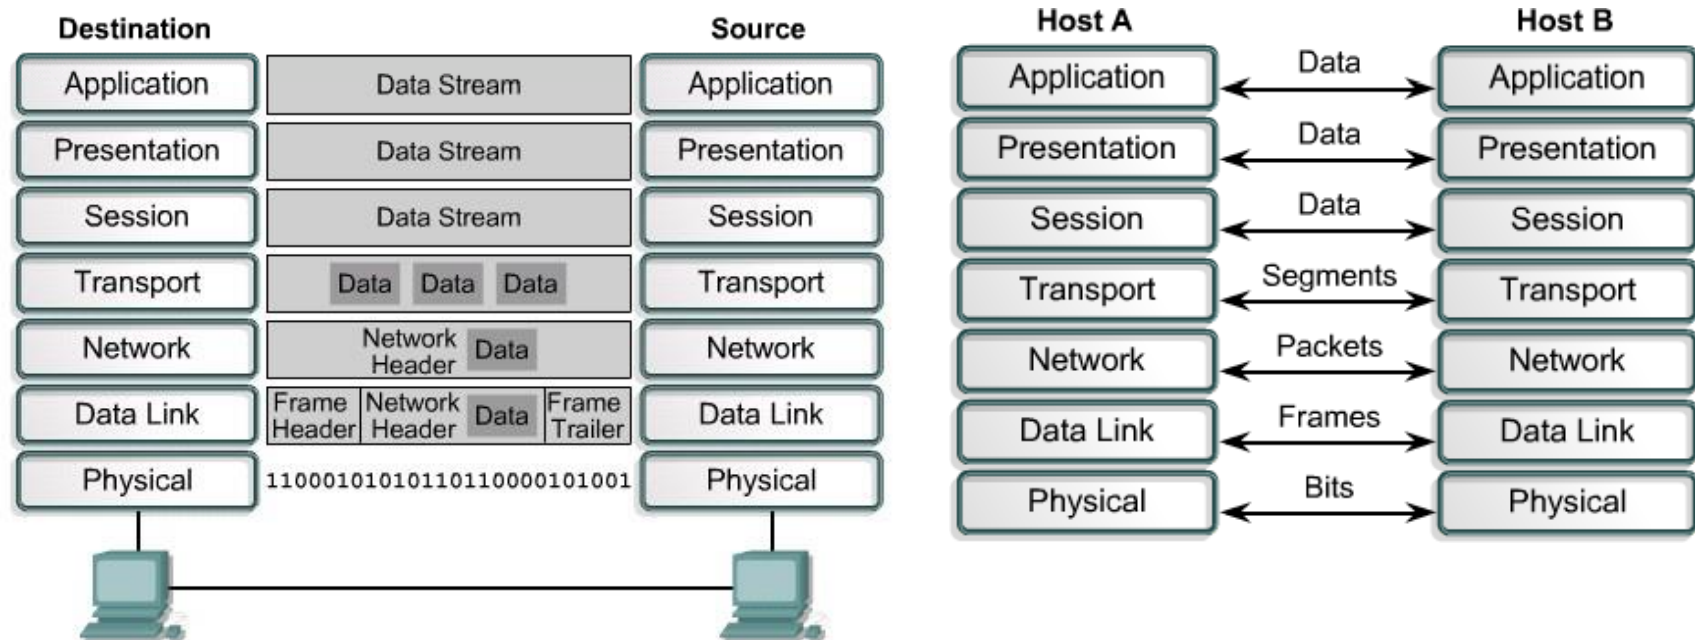 Destination
Source
Application
Data Stream
Application
Presentation
Data Stream
Presentation
Session
Data Stream
Session
Transport
Data Data Data
Transport
Network
Network
Header
Data
Network
Data Link
Frame
Header
Network
Header
Data
Frame
Trailer
Data Link
Physical
110001010101101100001​01001
Physical
Host A
Host B
Application
Data
Application
Presentation
Data
Presentation
Session
Data
Session
Transport
Segments
Transport
Network
Packets
Network
Data Link
Frames
Data Link
Physical
Bits
Physical